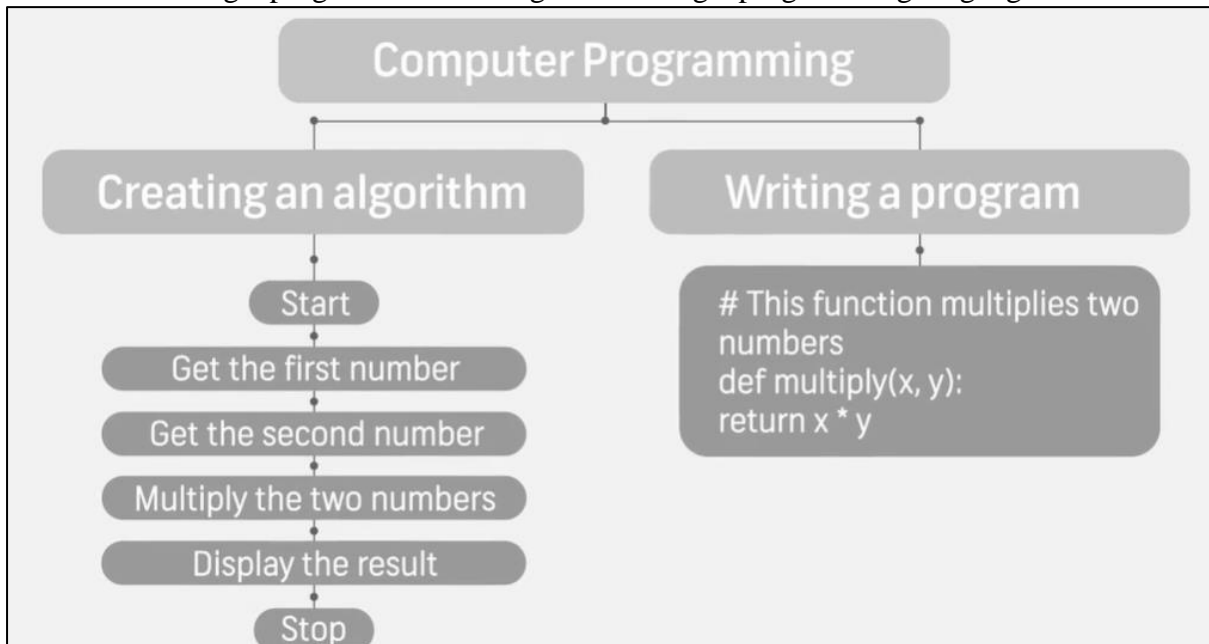 Computer Programming
Creating an algorithm
Start
Get the first number
Get the second number
Multiply the two numbers
Display the result
Stop
Writing a program
# This function multiplies two
numbers
def multiply(x, y):
return x * y